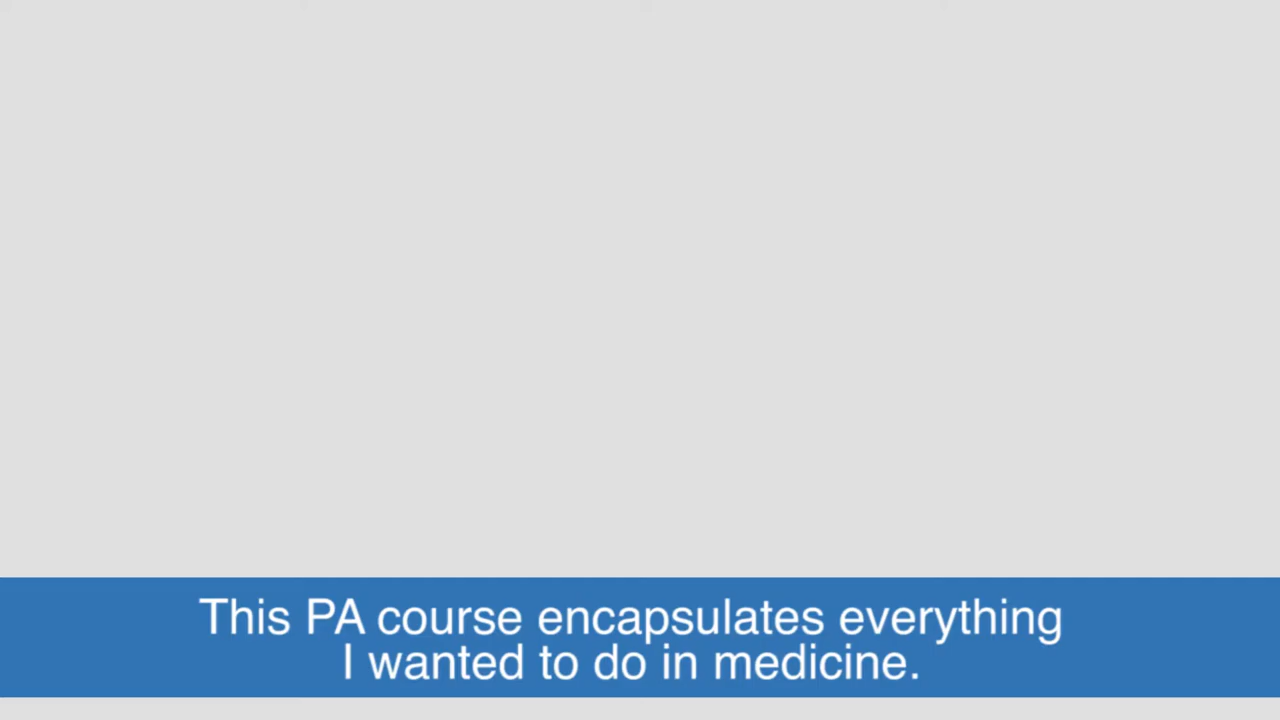 This PA course encapsulates everything
I wanted to do in medicine.